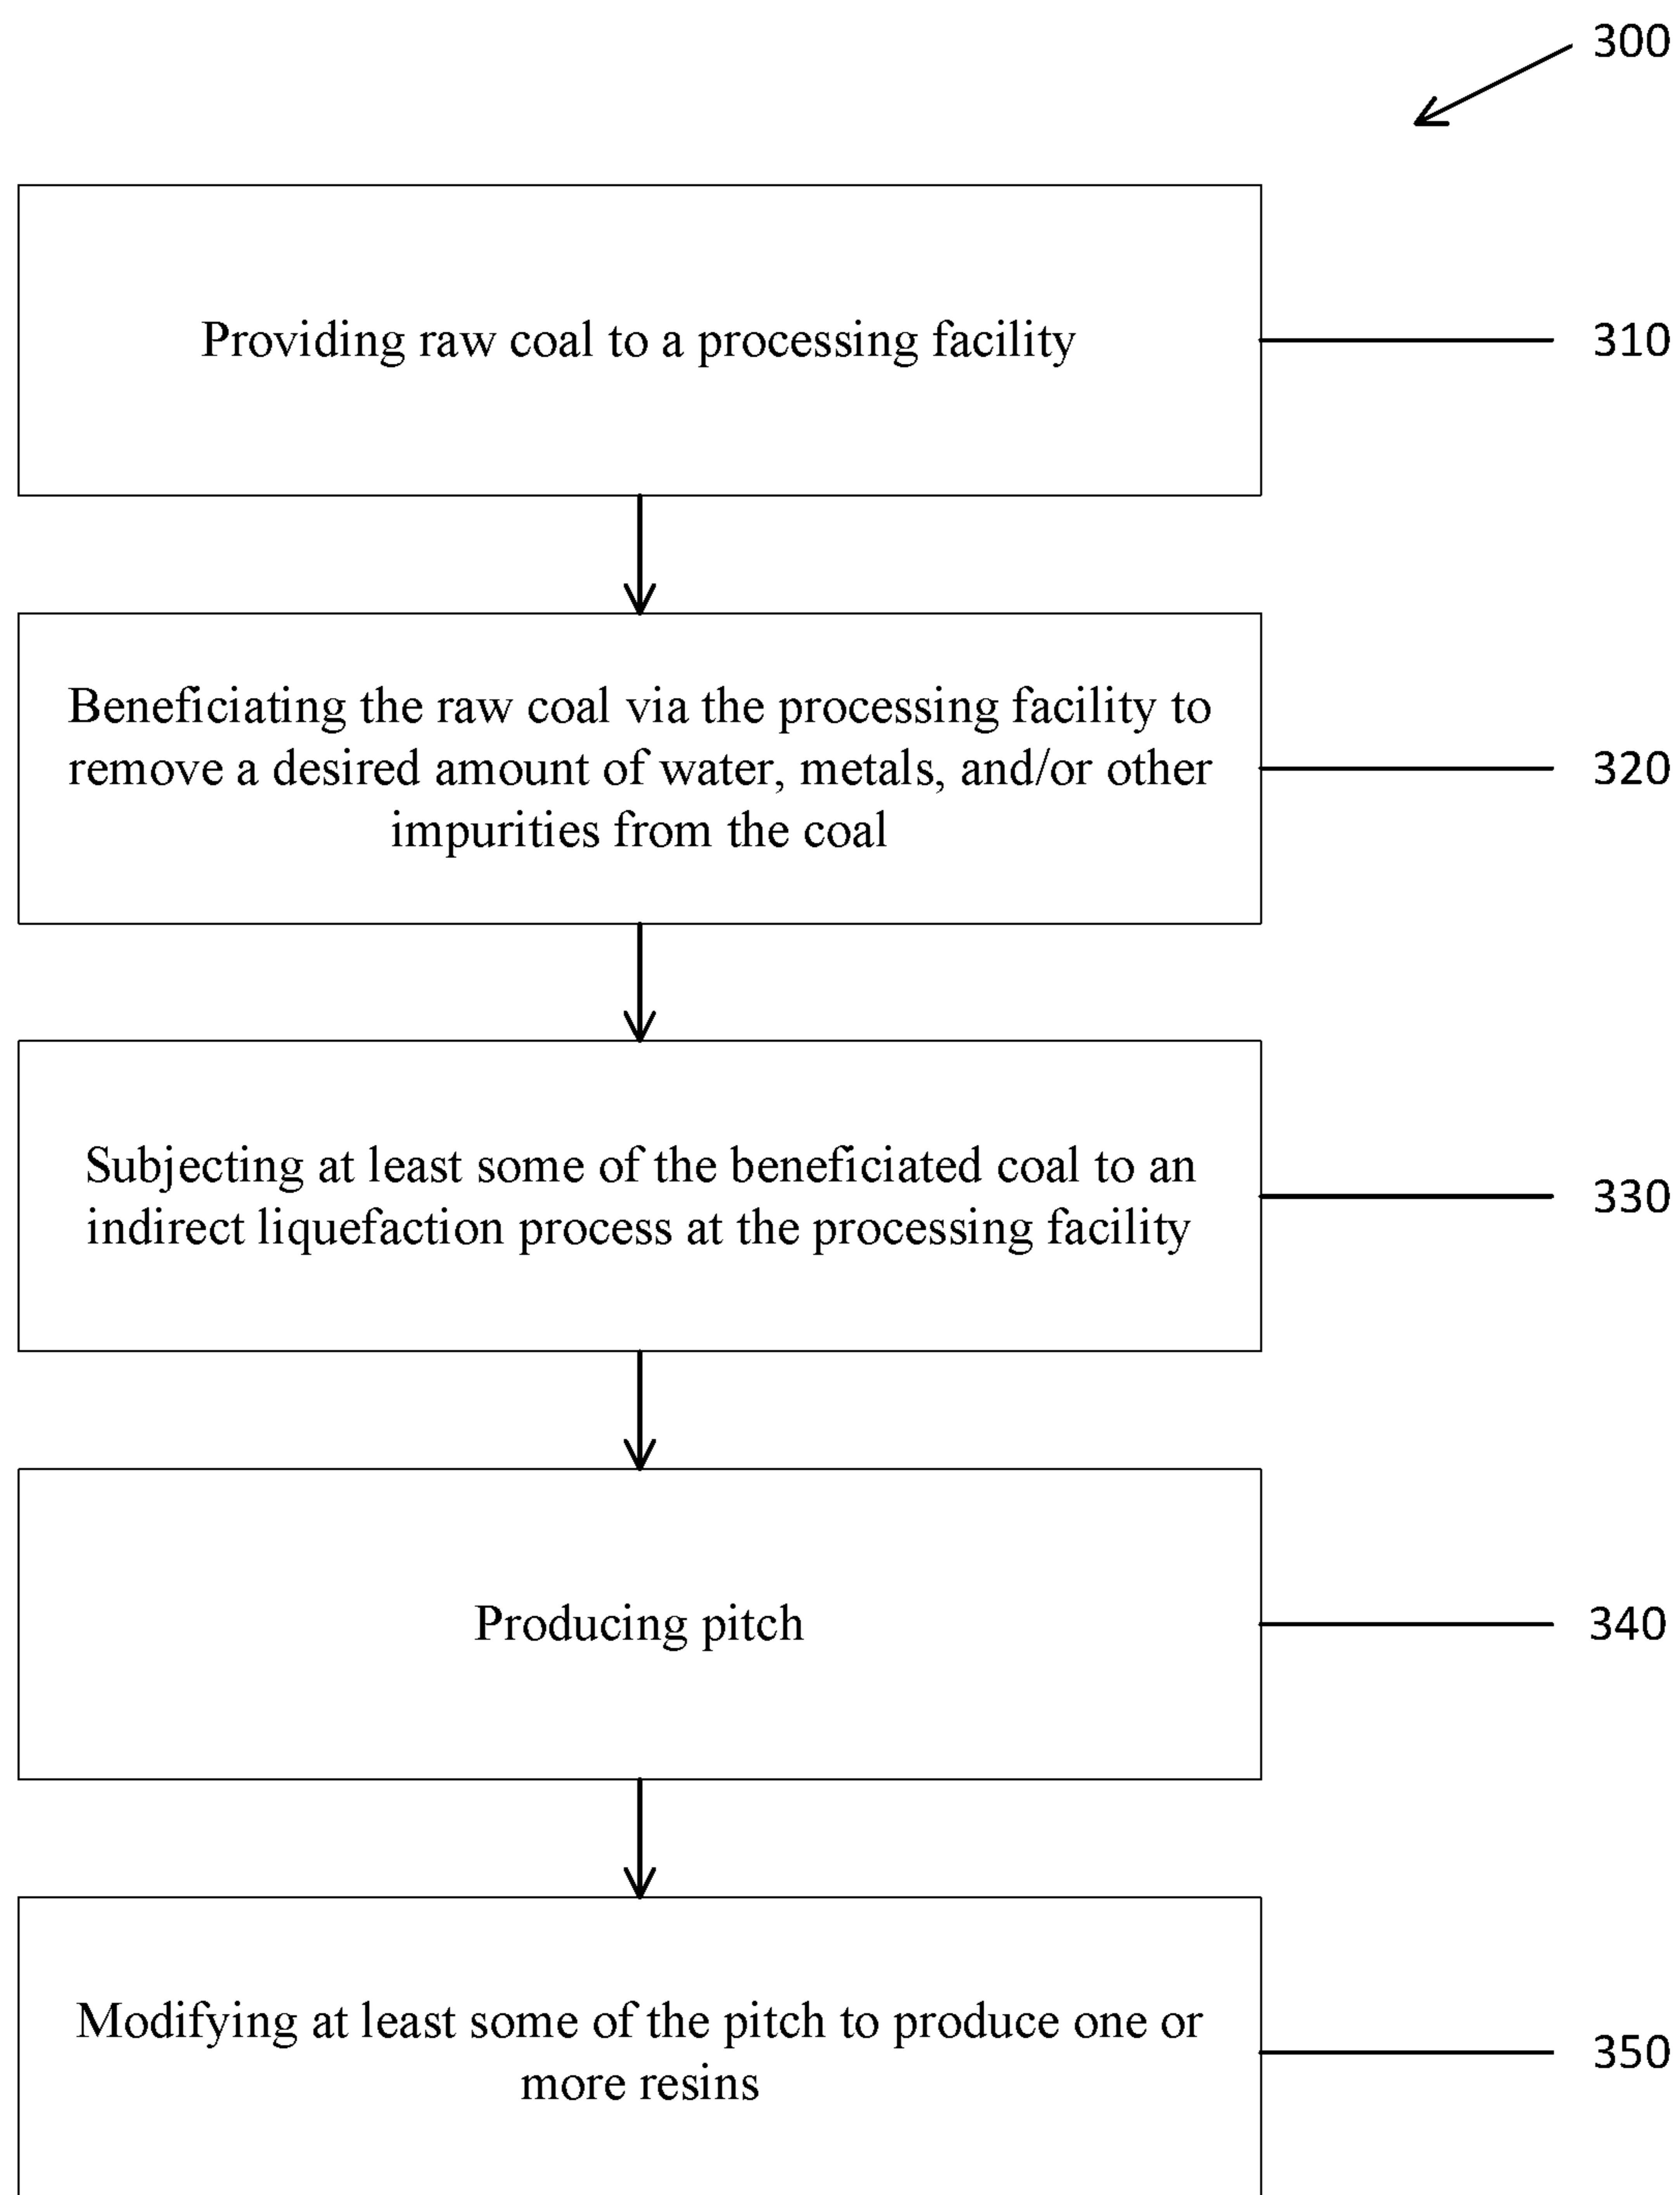 300
Providing raw coal to a processing facility
310
Beneficiating the raw coal via the processing facility to
remove a desired amount of water, metals, and/or other
impurities from the coal
320
Subjecting at least some of the beneficiated coal to an
indirect liquefaction process at the processing facility
330
Producing pitch
340
Modifying at least some of the pitch to produce one or
more resins
350